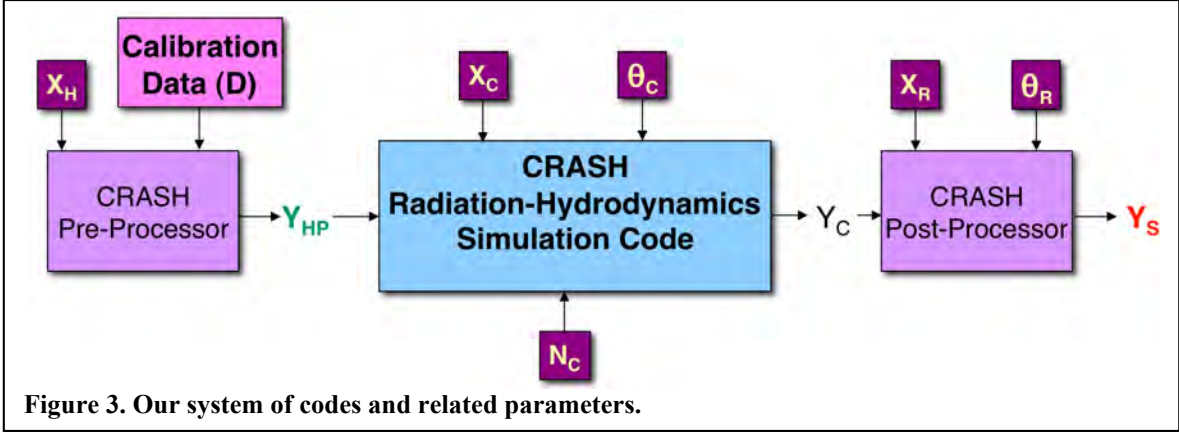 Calibration
Data (D)
X_H
X_C
θ_C
X_R
θ_R
CRASH
Pre-Processor
Y_HP
CRASH
Radiation-Hydrodynamics
Simulation Code
Y_C
CRASH
Post-Processor
Y_S
N_C
Figure 3. Our system of codes and related parameters.